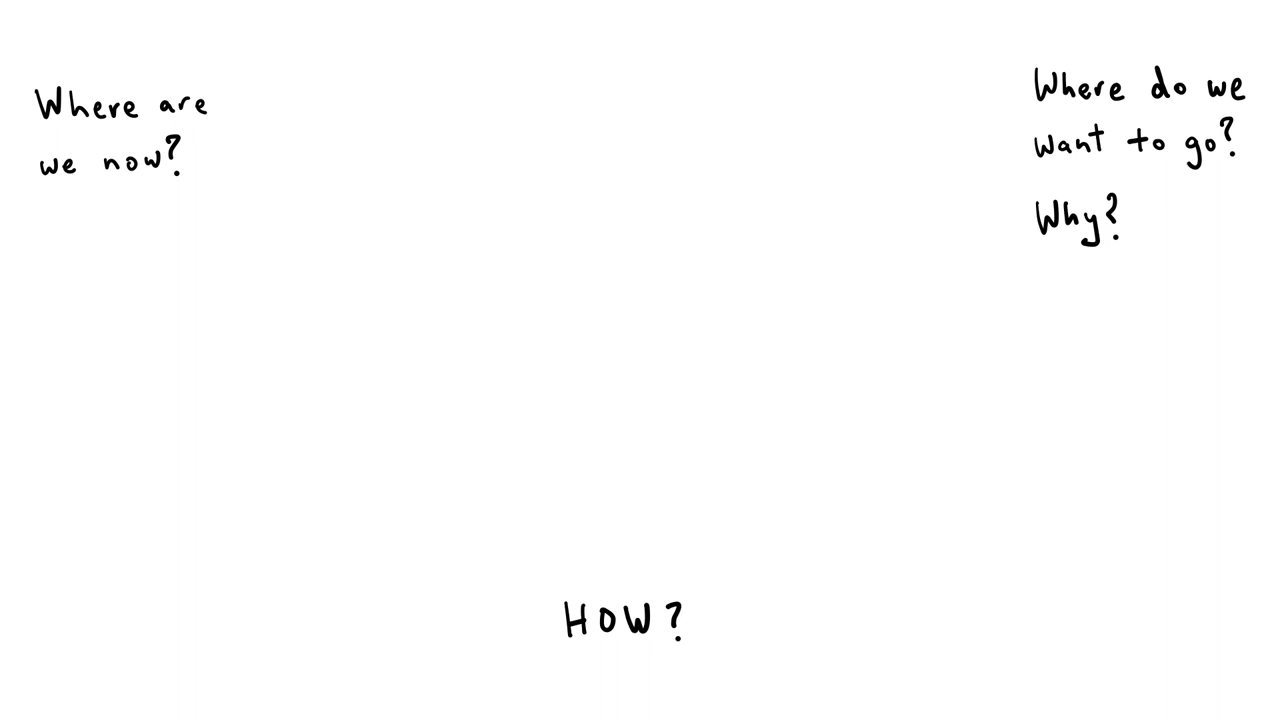 Where are
we now?
Where do we
want to go?
Why?
HOW?